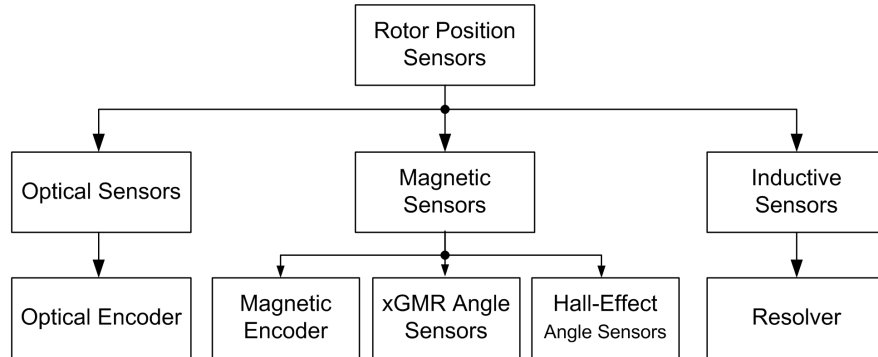 Rotor Position
Sensors
Optical Sensors
Magnetic
Sensors
Inductive
Sensors
Optical Encoder
Magnetic
Encoder
xGMR Angle
Sensors
Hall-Effect
Angle Sensors
Resolver